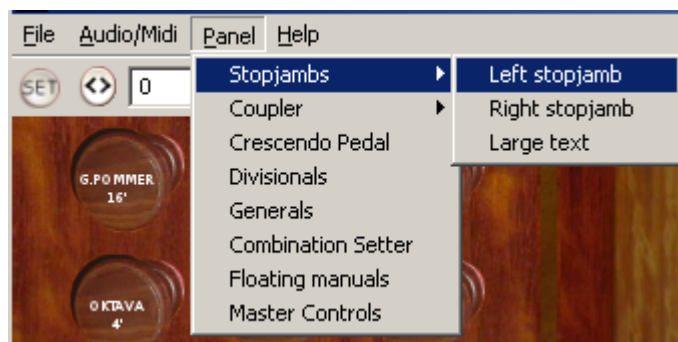 File Audio/Midi Panel Help
SET <> 0
Stopjambs
Coupler
Crescendo Pedal
Divisionals
Generals
Combination Setter
Floating manuals
Master Controls
Left stopjamb
Right stopjamb
Large text
G.POMMER
16'
OKTAVA
4'